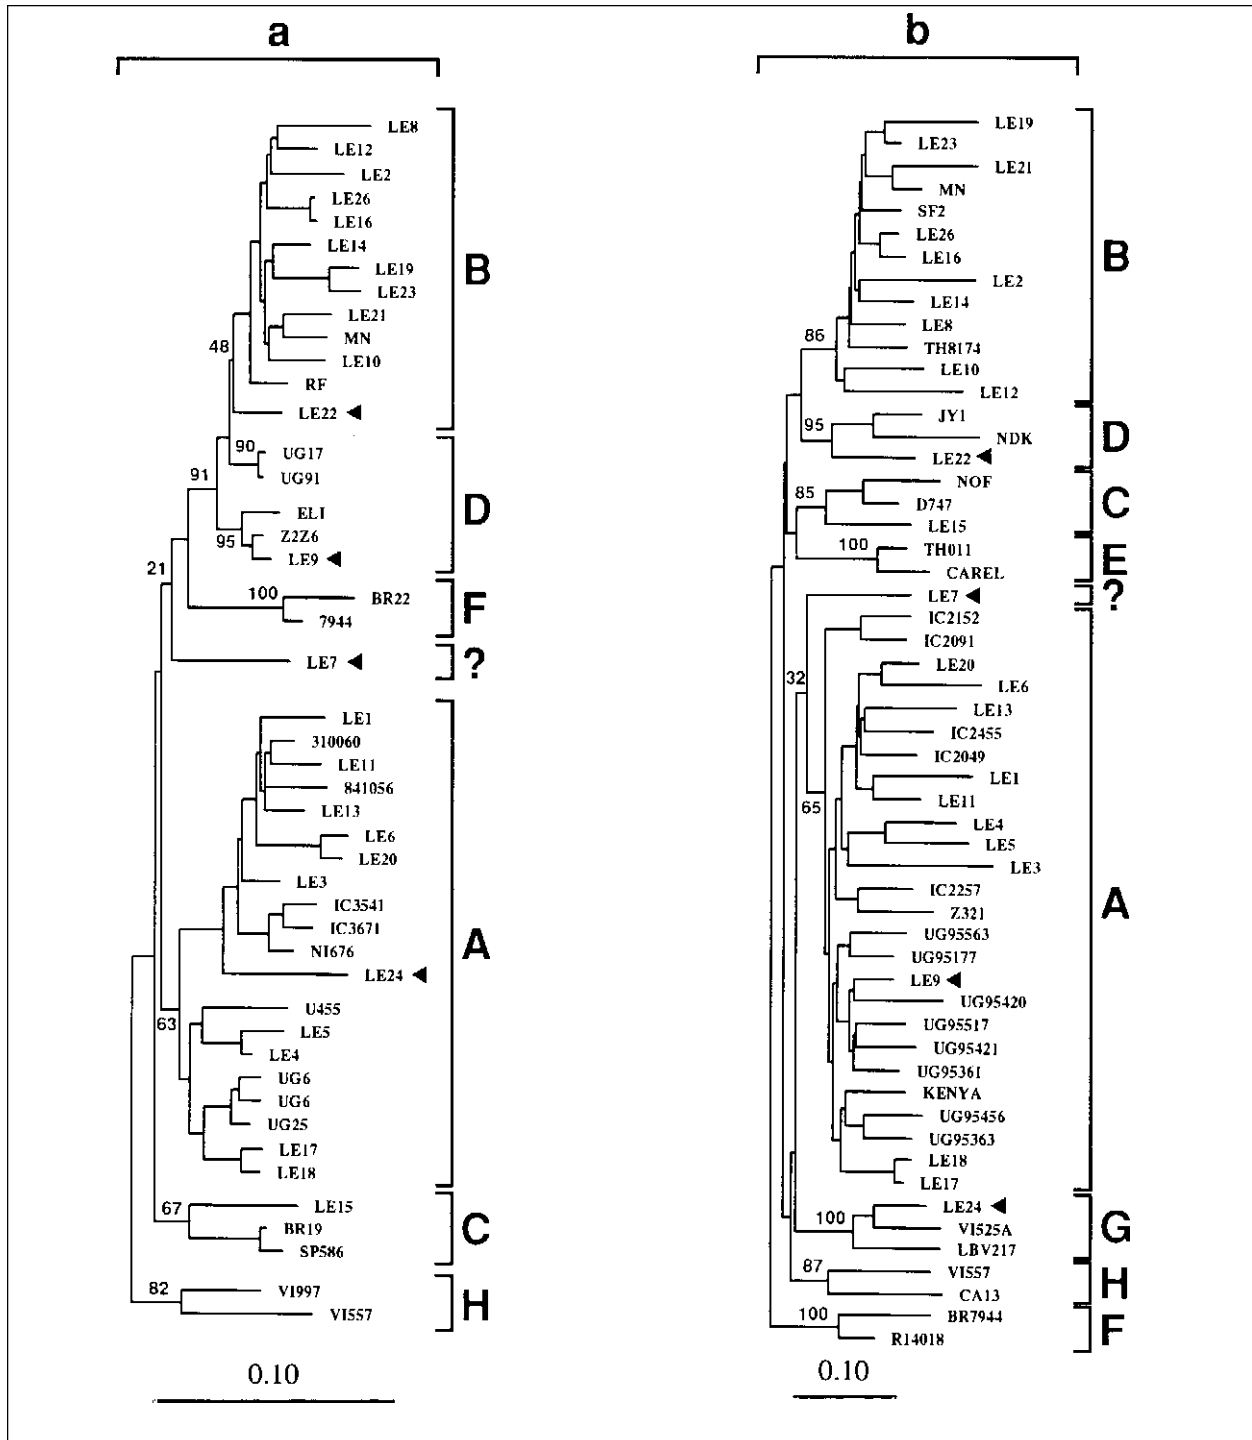 a
LE8
LE12
LE2
LE26
LE16
LE14
LE19
LE23
LE21
MN
LE10
48
RF
LE22
B
90
UG17
UG91
91
ELI
Z2Z6
95
LE9
D
21
100
BR22
7944
F
LE7
?
LE1
310060
LE11
841056
LE13
LE6
LE20
LE3
IC3541
IC3671
NI676
LE24
A
U455
63
LE5
LE4
UG6
UG6
UG25
LE17
LE18
67
LE15
BR19
SP586
C
82
VI997
VI557
H
0.10
b
LE19
LE23
LE21
MN
SF2
LE26
LE16
LE2
LE14
LE8
86
TH8174
LE10
LE12
B
JY1
95
NDK
LE22
D
NOF
85
D747
LE15
C
100
TH011
CAREL
E
LE7
?
IC2152
IC2091
LE20
32
LE6
LE13
IC2455
IC2049
LE1
65
LE11
LE4
LE5
LE3
IC2257
Z321
A
UG95563
UG95177
LE9
UG95420
UG95517
UG95421
UG95361
KENYA
UG95456
UG95363
LE18
LE17
LE24
100
VI525A
LBV217
G
87
VI557
CA13
H
100
BR7944
R14018
F
0.10